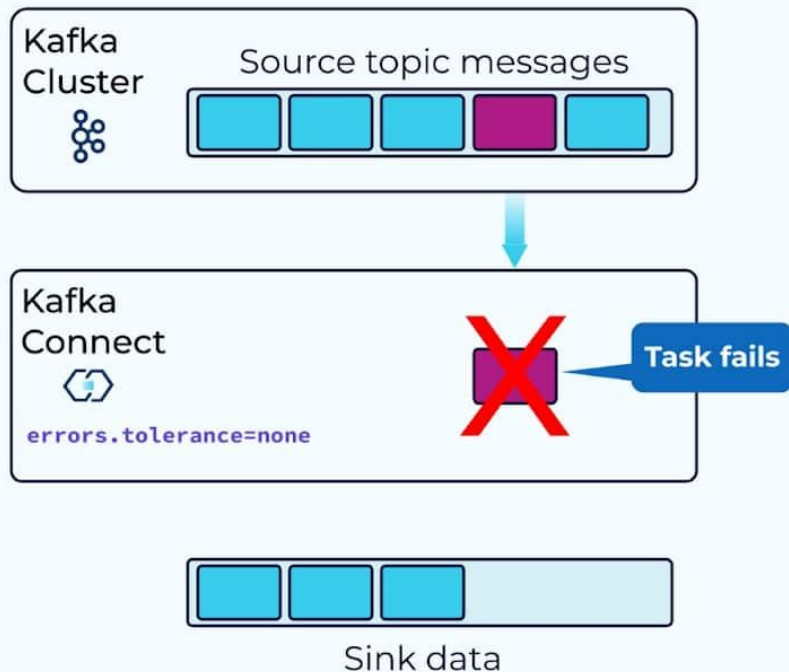 Kafka
Cluster
Source topic messages
Kafka
Connect
Task fails
errors.tolerance=none
Sink data